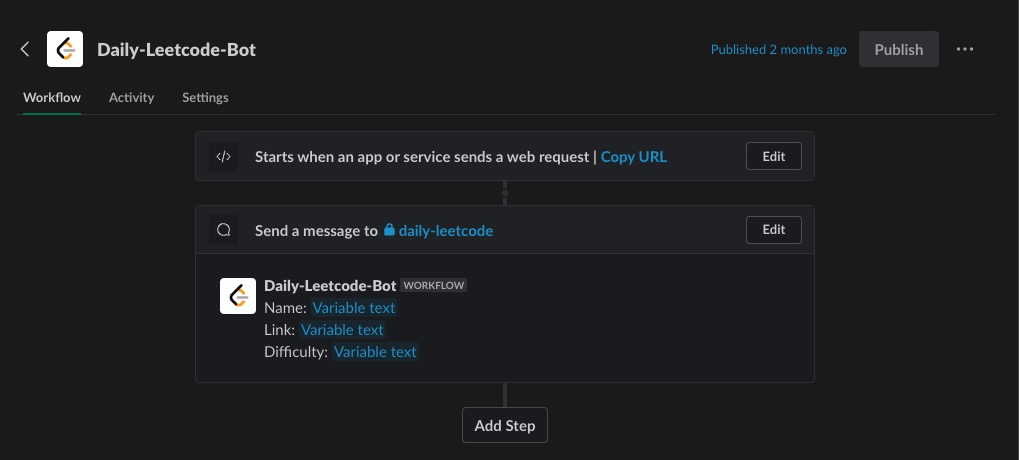 Daily-Leetcode-Bot
Published 2 months ago
Publish
Workflow Activity Settings
Starts when an app or service sends a web request | Copy URL
Edit
Send a message to daily-leetcode
Edit
Daily-Leetcode-Bot WORKFLOW
Name: Variable text
Link: Variable text
Difficulty: Variable text
Add Step